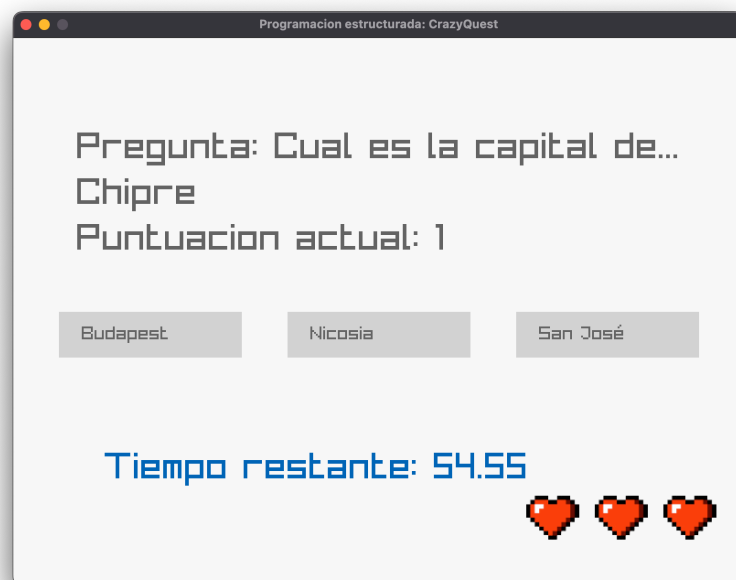 Programacion estructurada: CrazyQuest
Pregunta: Cual es la capital de...
Chipre
Puntuacion actual: 1
Budapest
Nicosia
San José
Tiempo restante: 54.55